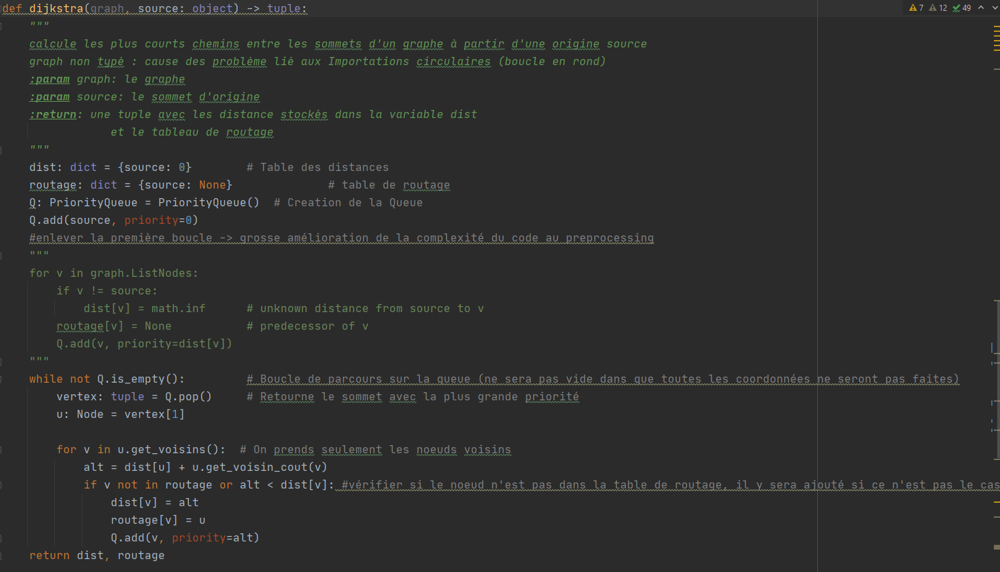 def dijkstra(graph, source: object) -> tuple:
7 12 49
"""
calcule les plus courts chemins entre les sommets d'un graphe à partir d'une origine source
graph non typé : cause des problème lié aux Importations circulaires (boucle en rond)
:param graph: le graphe
:param source: le sommet d'origine
:return: une tuple avec les distance stockés dans la variable dist
et le tableau de routage
"""
dist: dict = {source: 0} # Table des distances
routage: dict = {source: None} # table de routage
Q: PriorityQueue = PriorityQueue() # Creation de la Queue
Q.add(source, priority=0)
#enlever la première boucle -> grosse amélioration de la complexité du code au preprocessing
"""
for v in graph.ListNodes:
if v != source:
dist[v] = math.inf # unknown distance from source to v
routage[v] = None # predecessor of v
Q.add(v, priority=dist[v])
"""
while not Q.is_empty(): # Boucle de parcours sur la queue (ne sera pas vide dans que toutes les coordonnées ne seront pas faites)
vertex: tuple = Q.pop() # Retourne le sommet avec la plus grande priorité
u: Node = vertex[1]
for v in u.get_voisins(): # On prends seulement les noeuds voisins
alt = dist[u] + u.get_voisin_cout(v)
if v not in routage or alt < dist[v]: #vérifier si le noeud n'est pas dans la table de routage, il y sera ajouté si ce n'est pas le cas
dist[v] = alt
routage[v] = u
Q.add(v, priority=alt)
return dist, routage